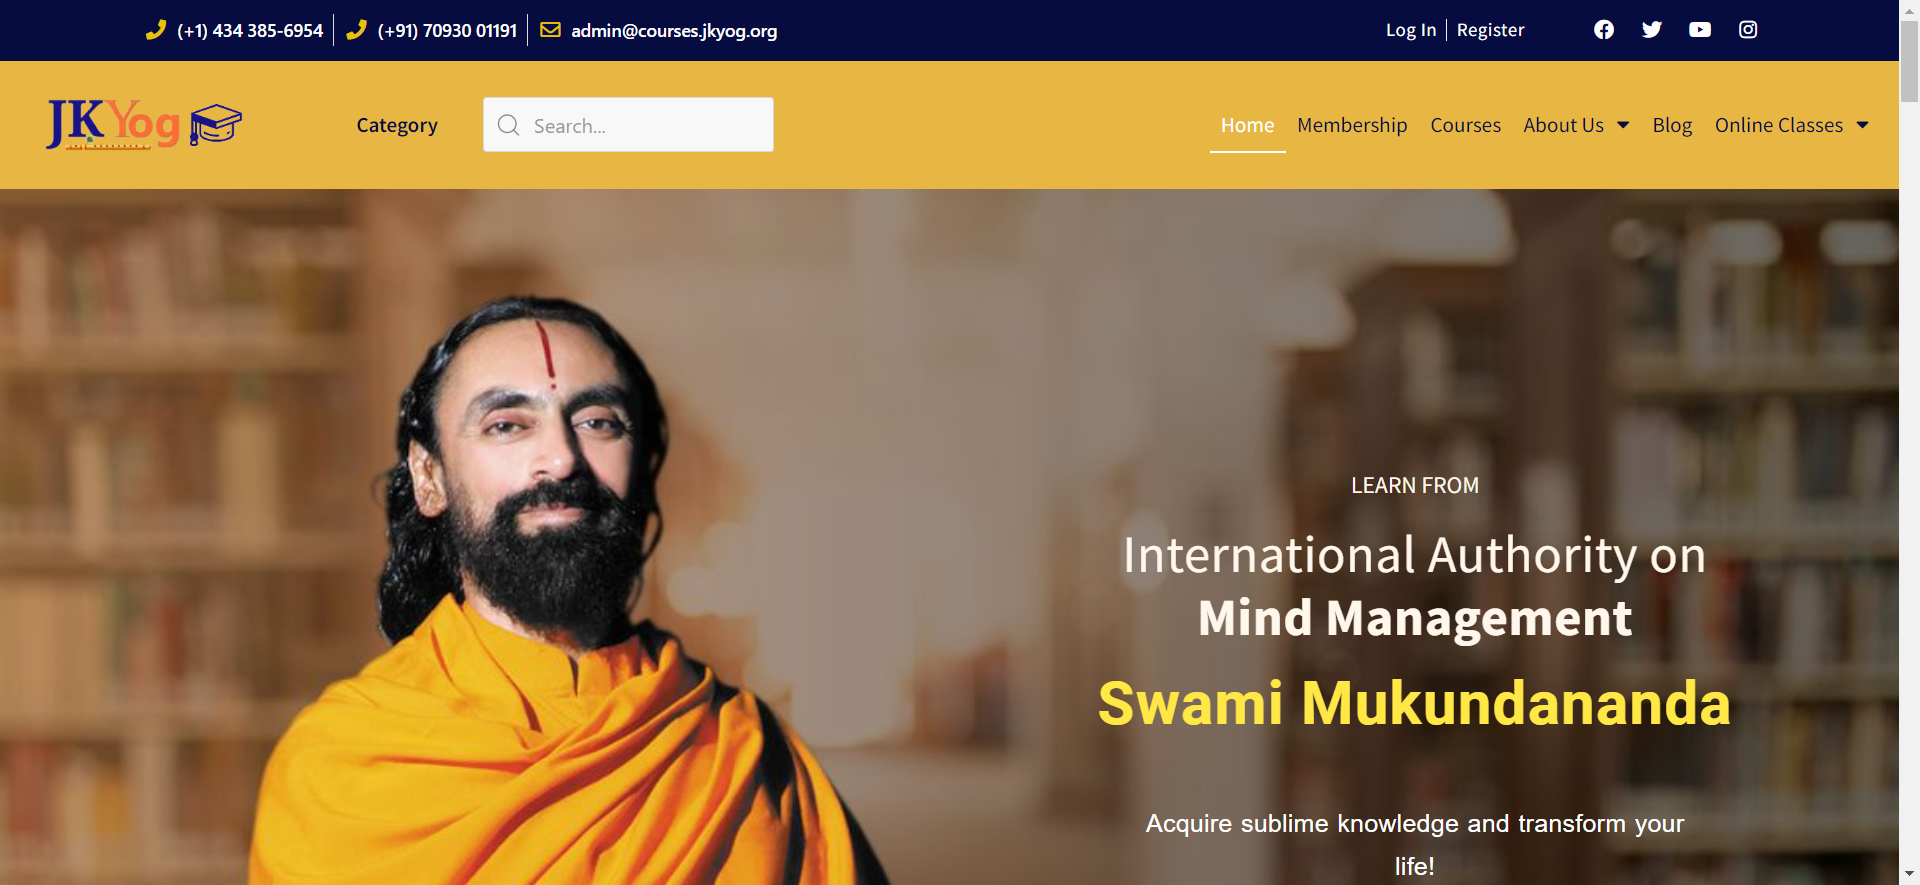 (+1) 434 385-6954 (+91) 70930 01191 admin@courses.jkyog.org Log In Register
JKYog Category Search... Home Membership Courses About Us Blog Online Classes
LEARN FROM
International Authority on
Mind Management
Swami Mukundananda
Acquire sublime knowledge and transform your
life!